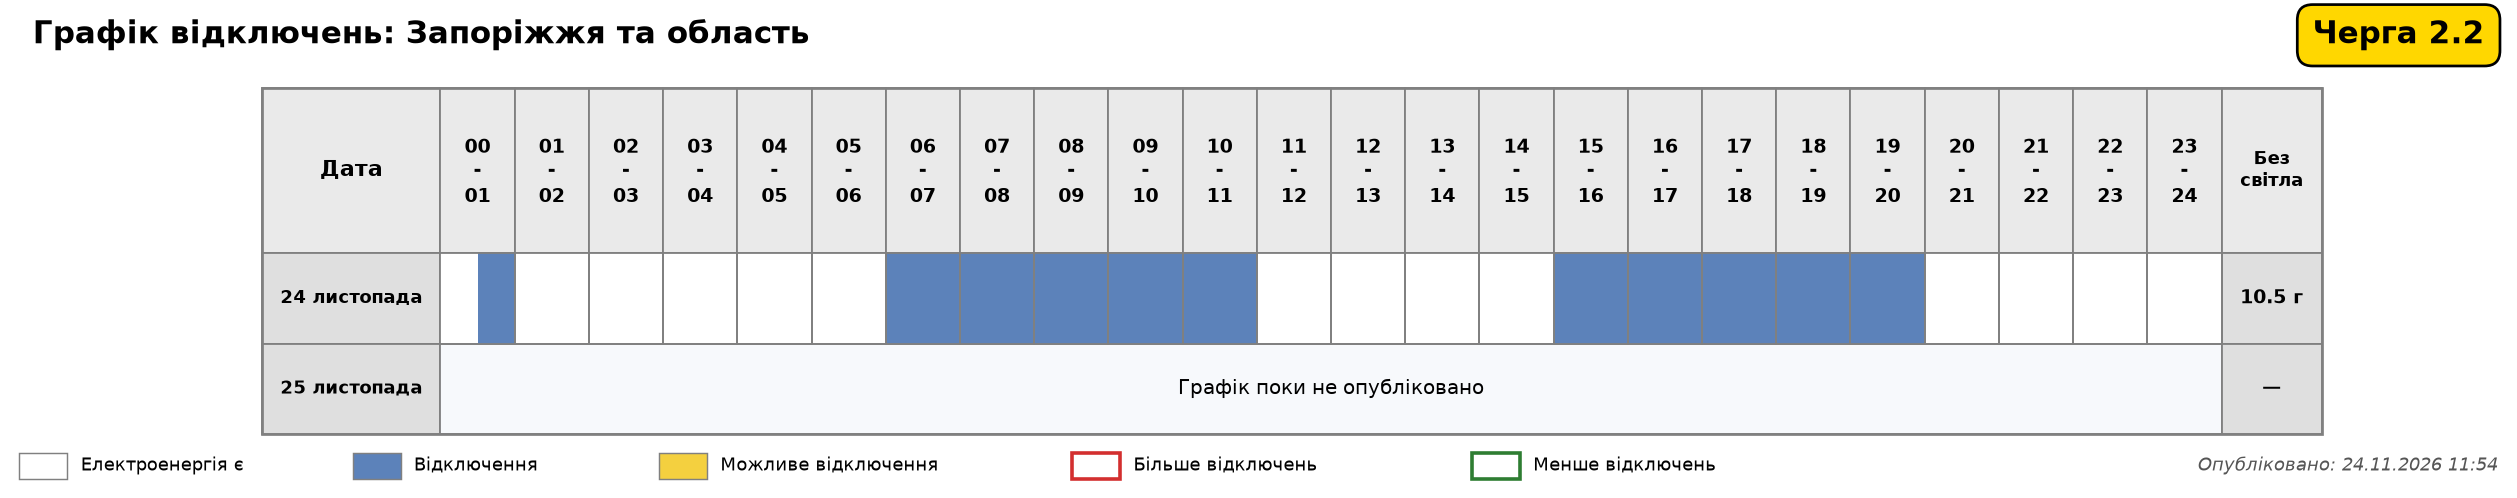 Графік відключень: Запоріжжя та область
Черга 2.2
Дата 00 - 01 01 - 02 02 - 03 03 - 04 04 - 05 05 - 06 06 - 07 07 - 08 08 - 09 09 - 10 10 - 11 11 - 12 12 - 13 13 - 14 14 - 15 15 - 16 16 - 17 17 - 18 18 - 19 19 - 20 20 - 21 21 - 22 22 - 23 23 - 24 Без світла
24 листопада 10.5 г
25 листопада Графік поки не опубліковано —
Електроенергія є Відключення Можливе відключення Більше відключень Менше відключень
Опубліковано: 24.11.2026 11:54